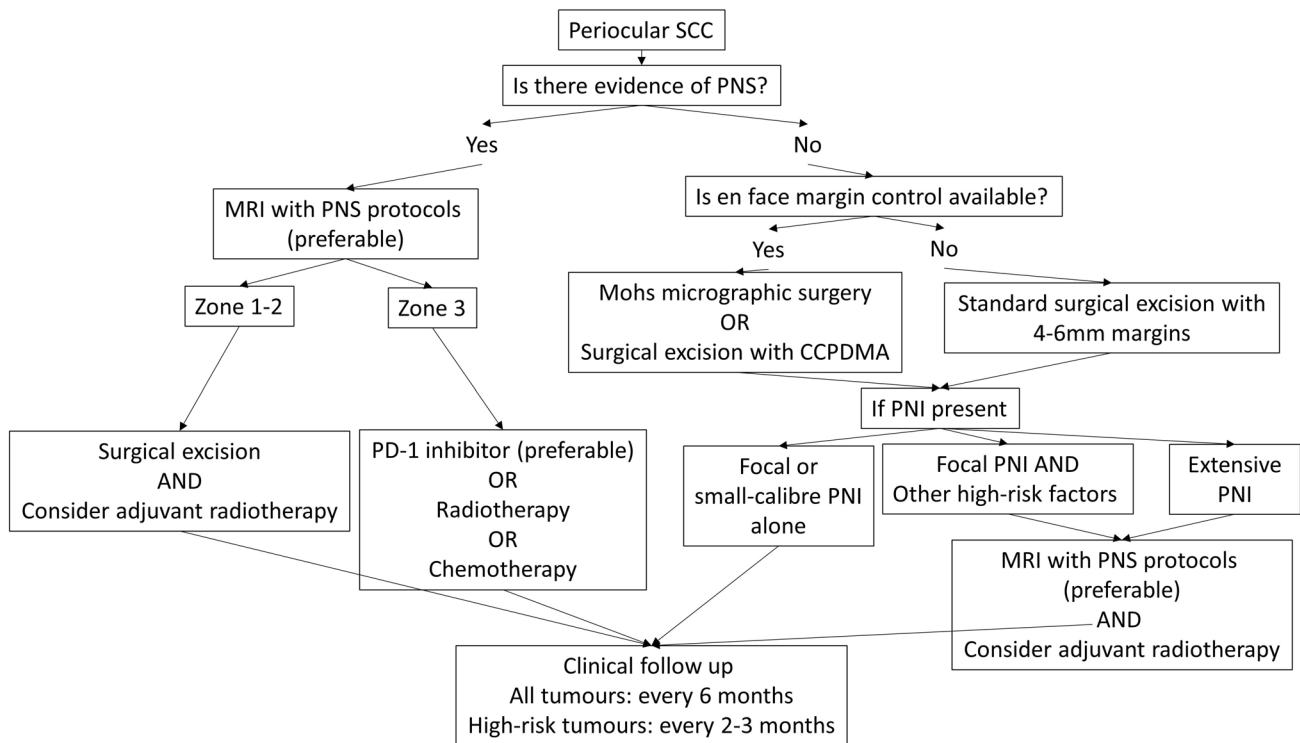 Periocular SCC
Is there evidence of PNS?
Yes
No
MRI with PNS protocols
(preferable)
Is en face margin control available?
Yes
No
Zone 1-2
Zone 3
Mohs micrographic surgery
OR
Surgical excision with CCPDMA
Standard surgical excision with
4-6mm margins
If PNI present
Surgical excision
AND
Consider adjuvant radiotherapy
PD-1 inhibitor (preferable)
OR
Radiotherapy
OR
Chemotherapy
Focal or
small-calibre PNI
alone
Focal PNI AND
Other high-risk factors
Extensive
PNI
MRI with PNS protocols
(preferable)
AND
Consider adjuvant radiotherapy
Clinical follow up
All tumours: every 6 months
High-risk tumours: every 2-3 months